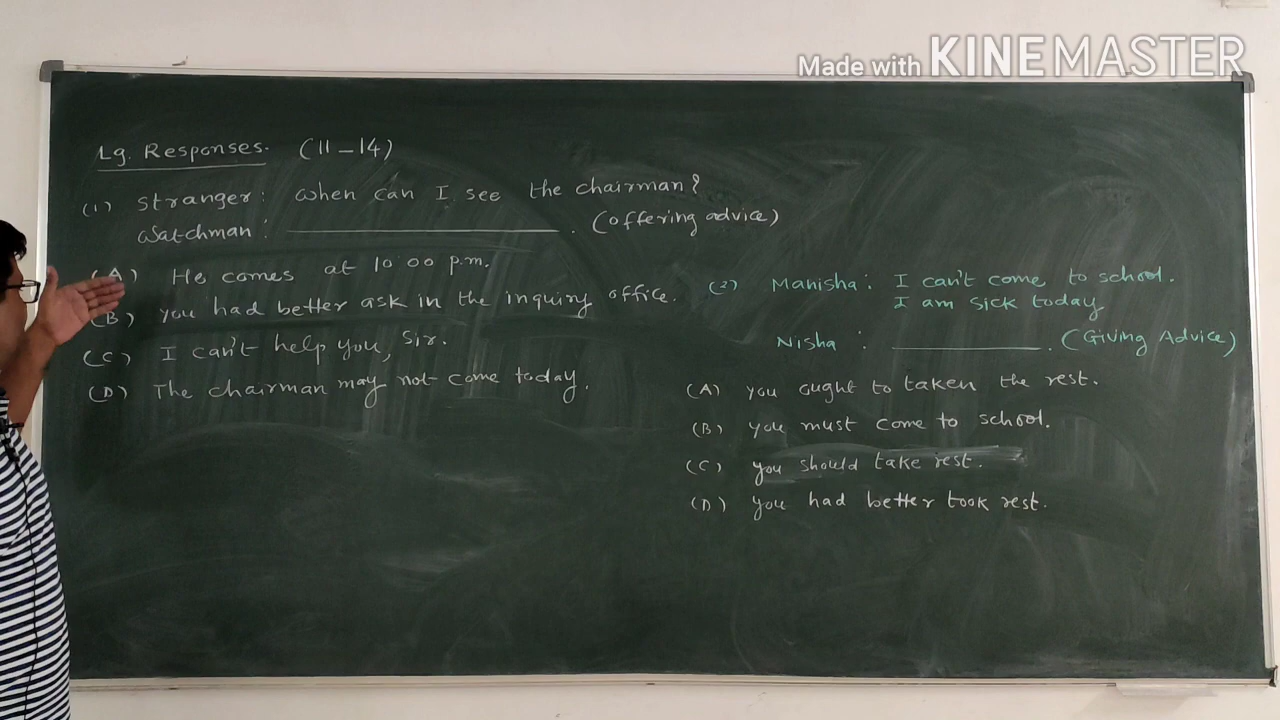 Made with KINEMASTER
Lg. Responses. (11-14)
(1) Stranger: When can I see the chairman?
Watchman: ____________________. (offering advice)
(A) He comes at 10:00 p.m.
(B) you had better ask in the inquiry office.
(C) I can't help you, Sir.
(D) The chairman may not come today.
(2) Manisha: I can't come to school.
I am sick today
Nisha: ____________. (Giving Advice)
(A) you ought to taken the rest.
(B) you must come to school.
(C) you should take rest.
(D) you had better took rest.